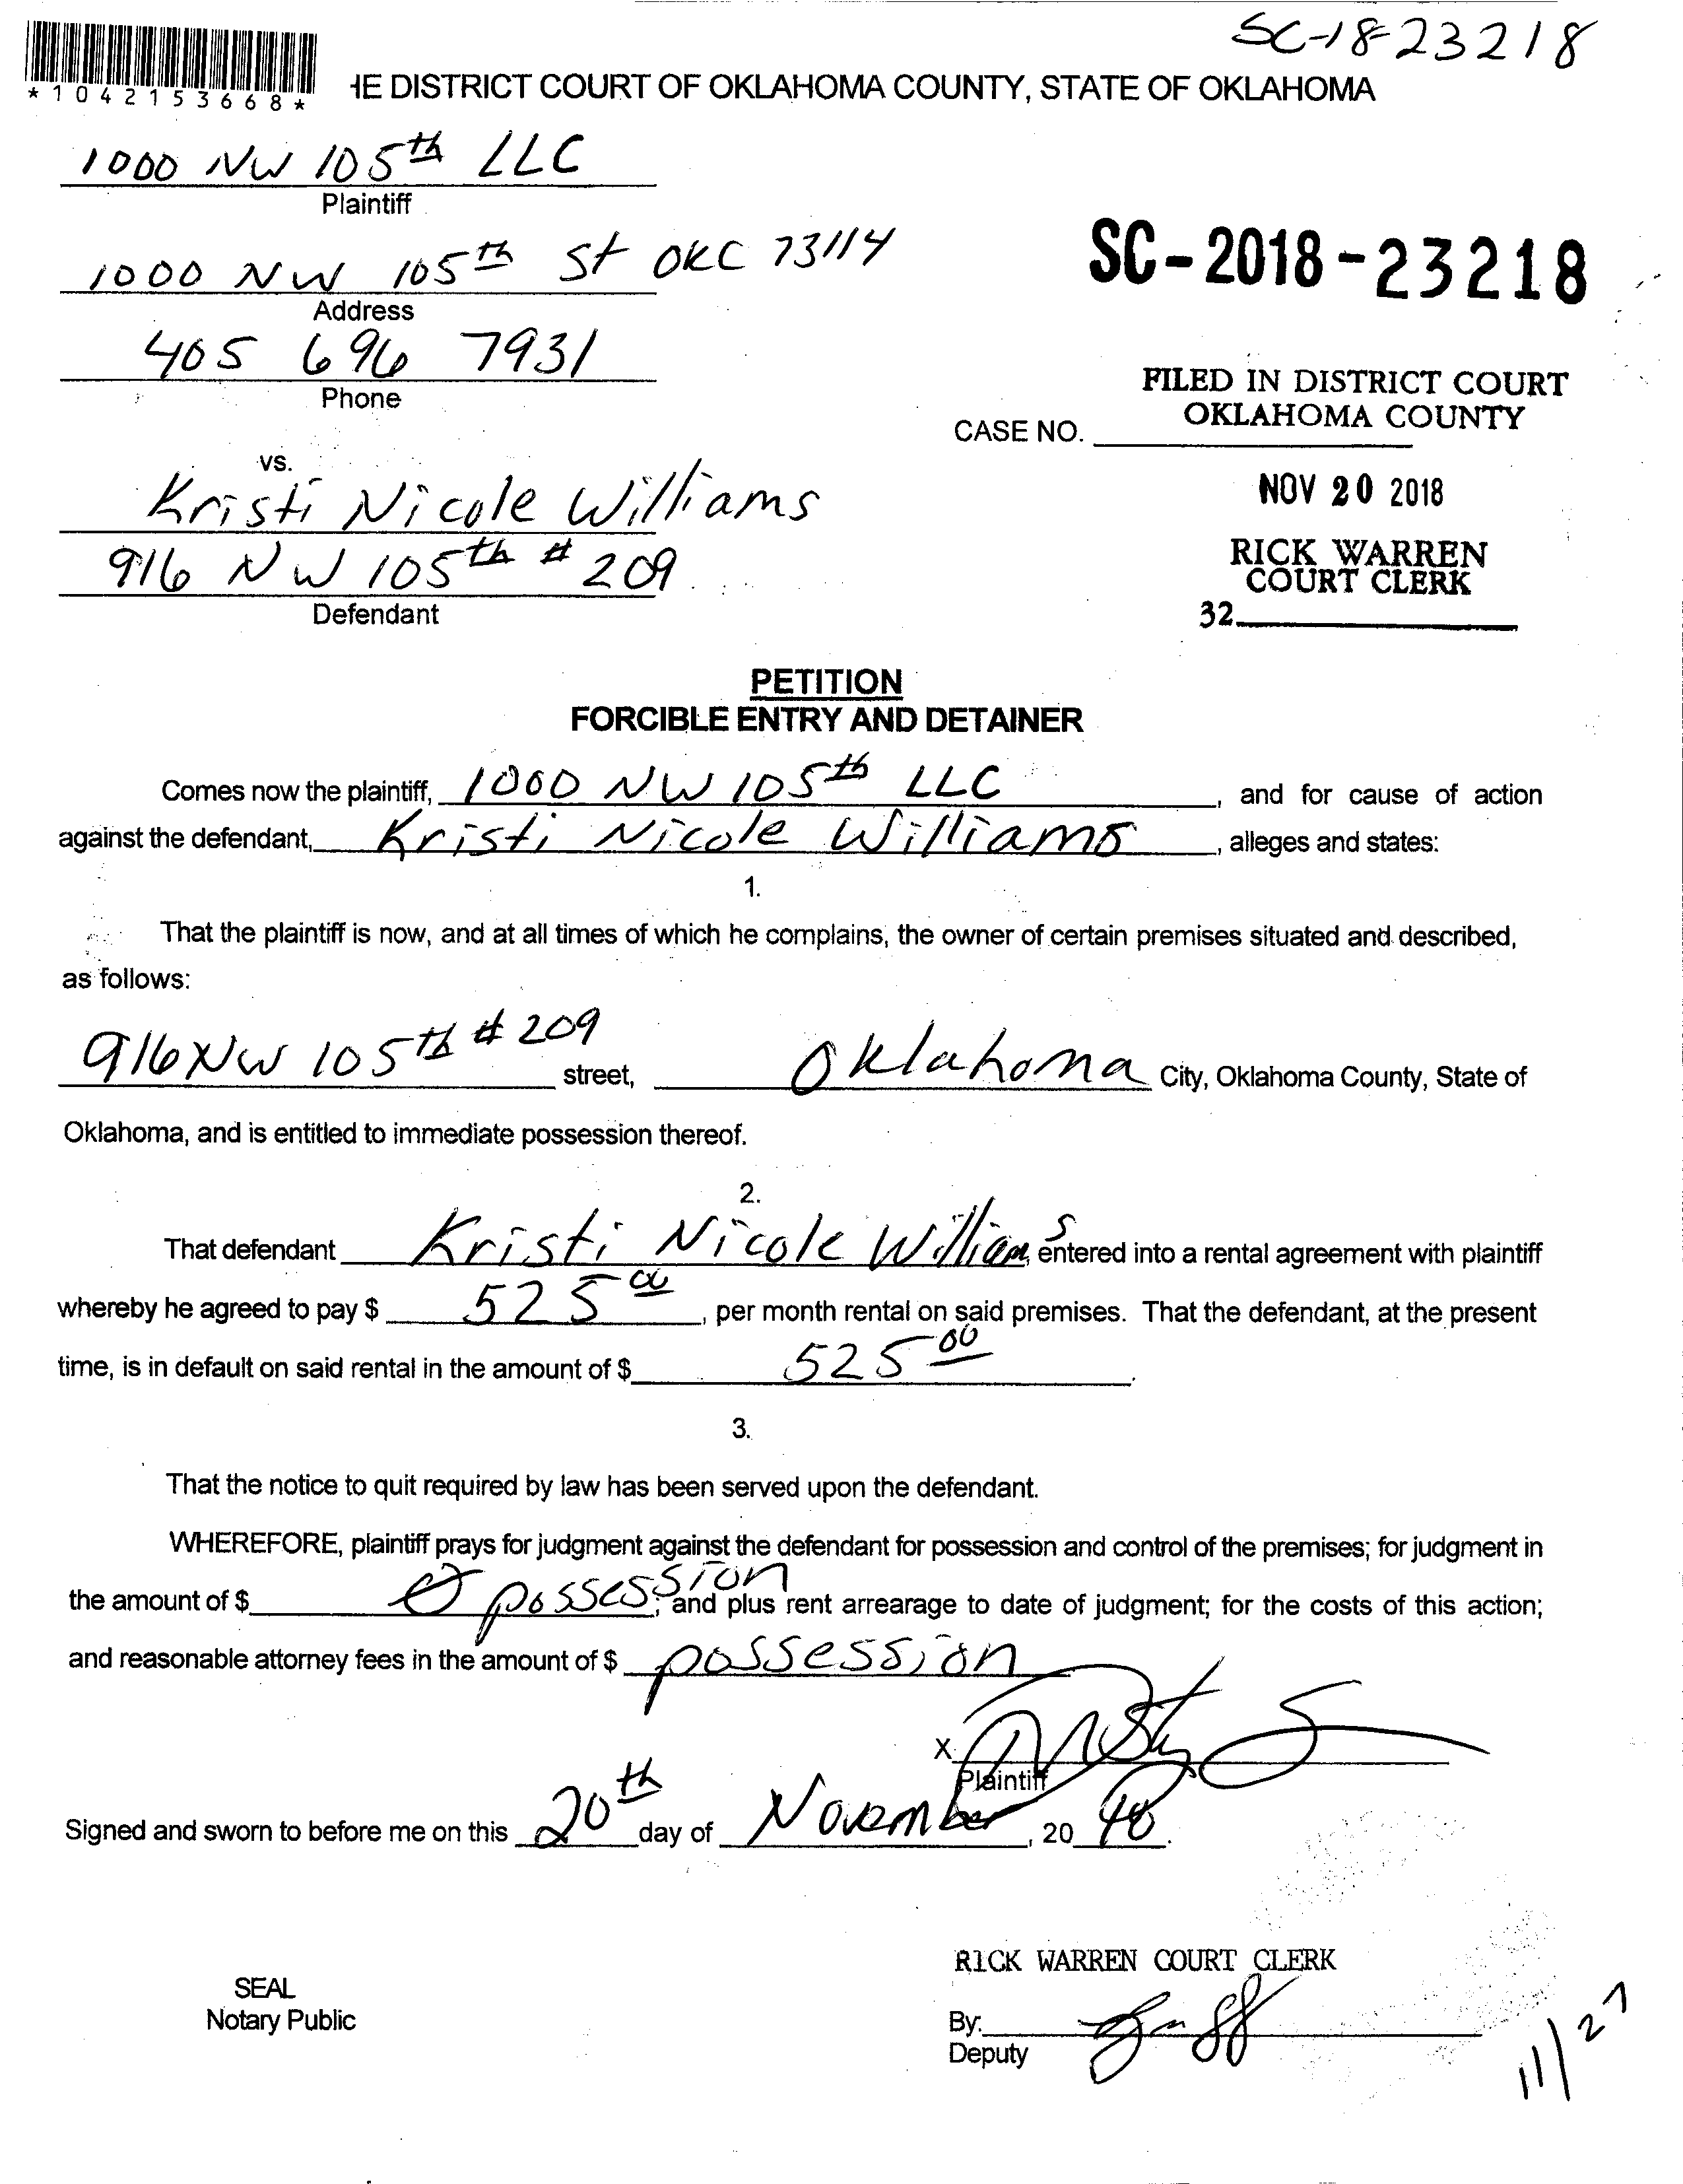 SC-18-23218
*1042153668*
HE DISTRICT COURT OF OKLAHOMA COUNTY, STATE OF OKLAHOMA
1000 NW 105th LLC
Plaintiff
1000 NW 105th St OKC 73114
Address
SC-2018-23218
405 696 7931
Phone
FILED IN DISTRICT COURT
OKLAHOMA COUNTY
CASE NO.
vs.
NOV 20 2018
Kristi Nicole Williams
916 NW 105th # 209
Defendant
RICK WARREN
COURT CLERK
32
PETITION
FORCIBLE ENTRY AND DETAINER
Comes now the plaintiff, 1000 NW 105th LLC, and for cause of action
against the defendant, Kristi Nicole Williams, alleges and states:
1.
That the plaintiff is now, and at all times of which he complains, the owner of certain premises situated and described,
as follows:
916 NW 105th # 209 street, Oklahoma City, Oklahoma County, State of
Oklahoma, and is entitled to immediate possession thereof.
2.
That defendant Kristi Nicole Williams entered into a rental agreement with plaintiff
whereby he agreed to pay $ 525 00, per month rental on said premises. That the defendant, at the present
time, is in default on said rental in the amount of $ 525 00.
3.
That the notice to quit required by law has been served upon the defendant.
WHEREFORE, plaintiff prays for judgment against the defendant for possession and control of the premises; for judgment in
the amount of $ possession; and plus rent arrearage to date of judgment; for the costs of this action;
and reasonable attorney fees in the amount of $ possession
X
Plaintiff
Signed and sworn to before me on this 20th day of November, 20
RICK WARREN COURT CLERK
SEAL
Notary Public
By:
Deputy
11/27